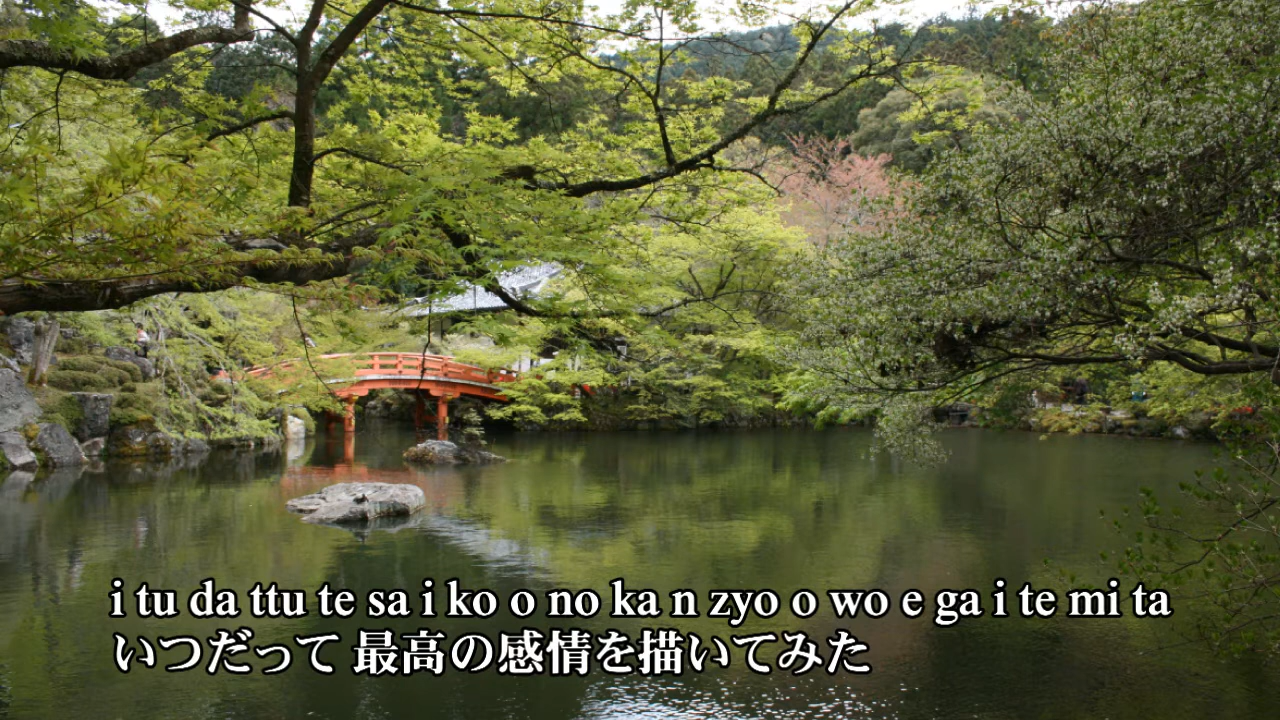 i tu da ttu te sa i ko o no ka n zyo o wo e ga i te mi ta
いつだって 最高の感情を描いてみた